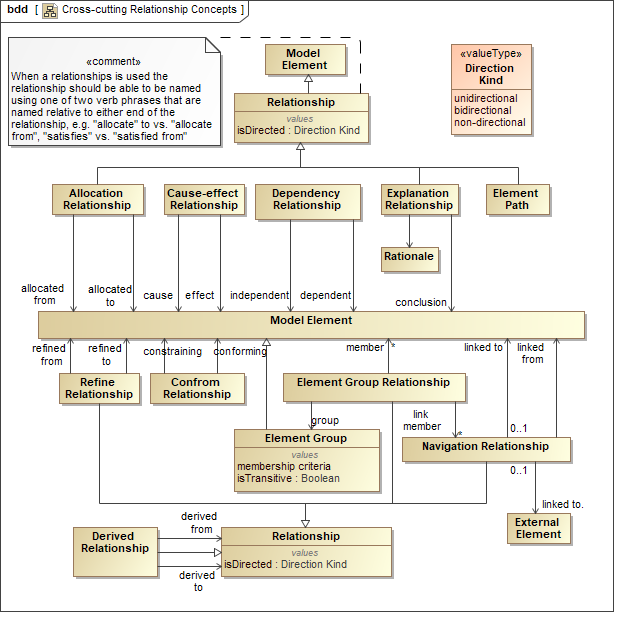 bdd [ Cross-cutting Relationship Concepts ]
«comment»
When a relationships is used the
relationship should be able to be named
using one of two verb phrases that are
named relative to either end of the
relationship, e.g. "allocate" to vs. "allocate
from", "satisfies" vs. "satisfied from"
Model
Element
Relationship
values
isDirected : Direction Kind
«valueType»
Direction
Kind
unidirectional
bidirectional
non-directional
Allocation
Relationship
Cause-effect
Relationship
Dependency
Relationship
Explanation
Relationship
Element
Path
Rationale
allocated
from
allocated
to
cause
effect
independent
dependent
conclusion
Model Element
refined
from
refined
to
constraining
conforming
member
*
linked to
linked
from
Refine
Relationship
Confrom
Relationship
Element Group Relationship
group
link
member
*
0..1
Element Group
values
membership criteria
isTransitive : Boolean
Navigation Relationship
0..1
linked to.
External
Element
Derived
Relationship
derived
from
derived
to
Relationship
values
isDirected : Direction Kind